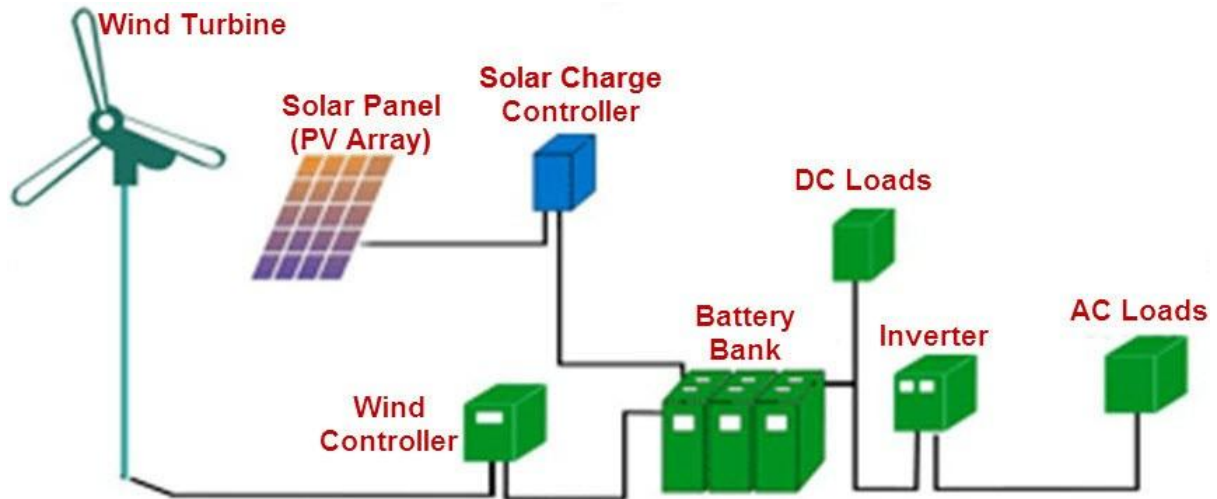 Wind Turbine
Solar Panel
(PV Array)
Solar Charge
Controller
DC Loads
Battery
Bank
Inverter
AC Loads
Wind
Controller